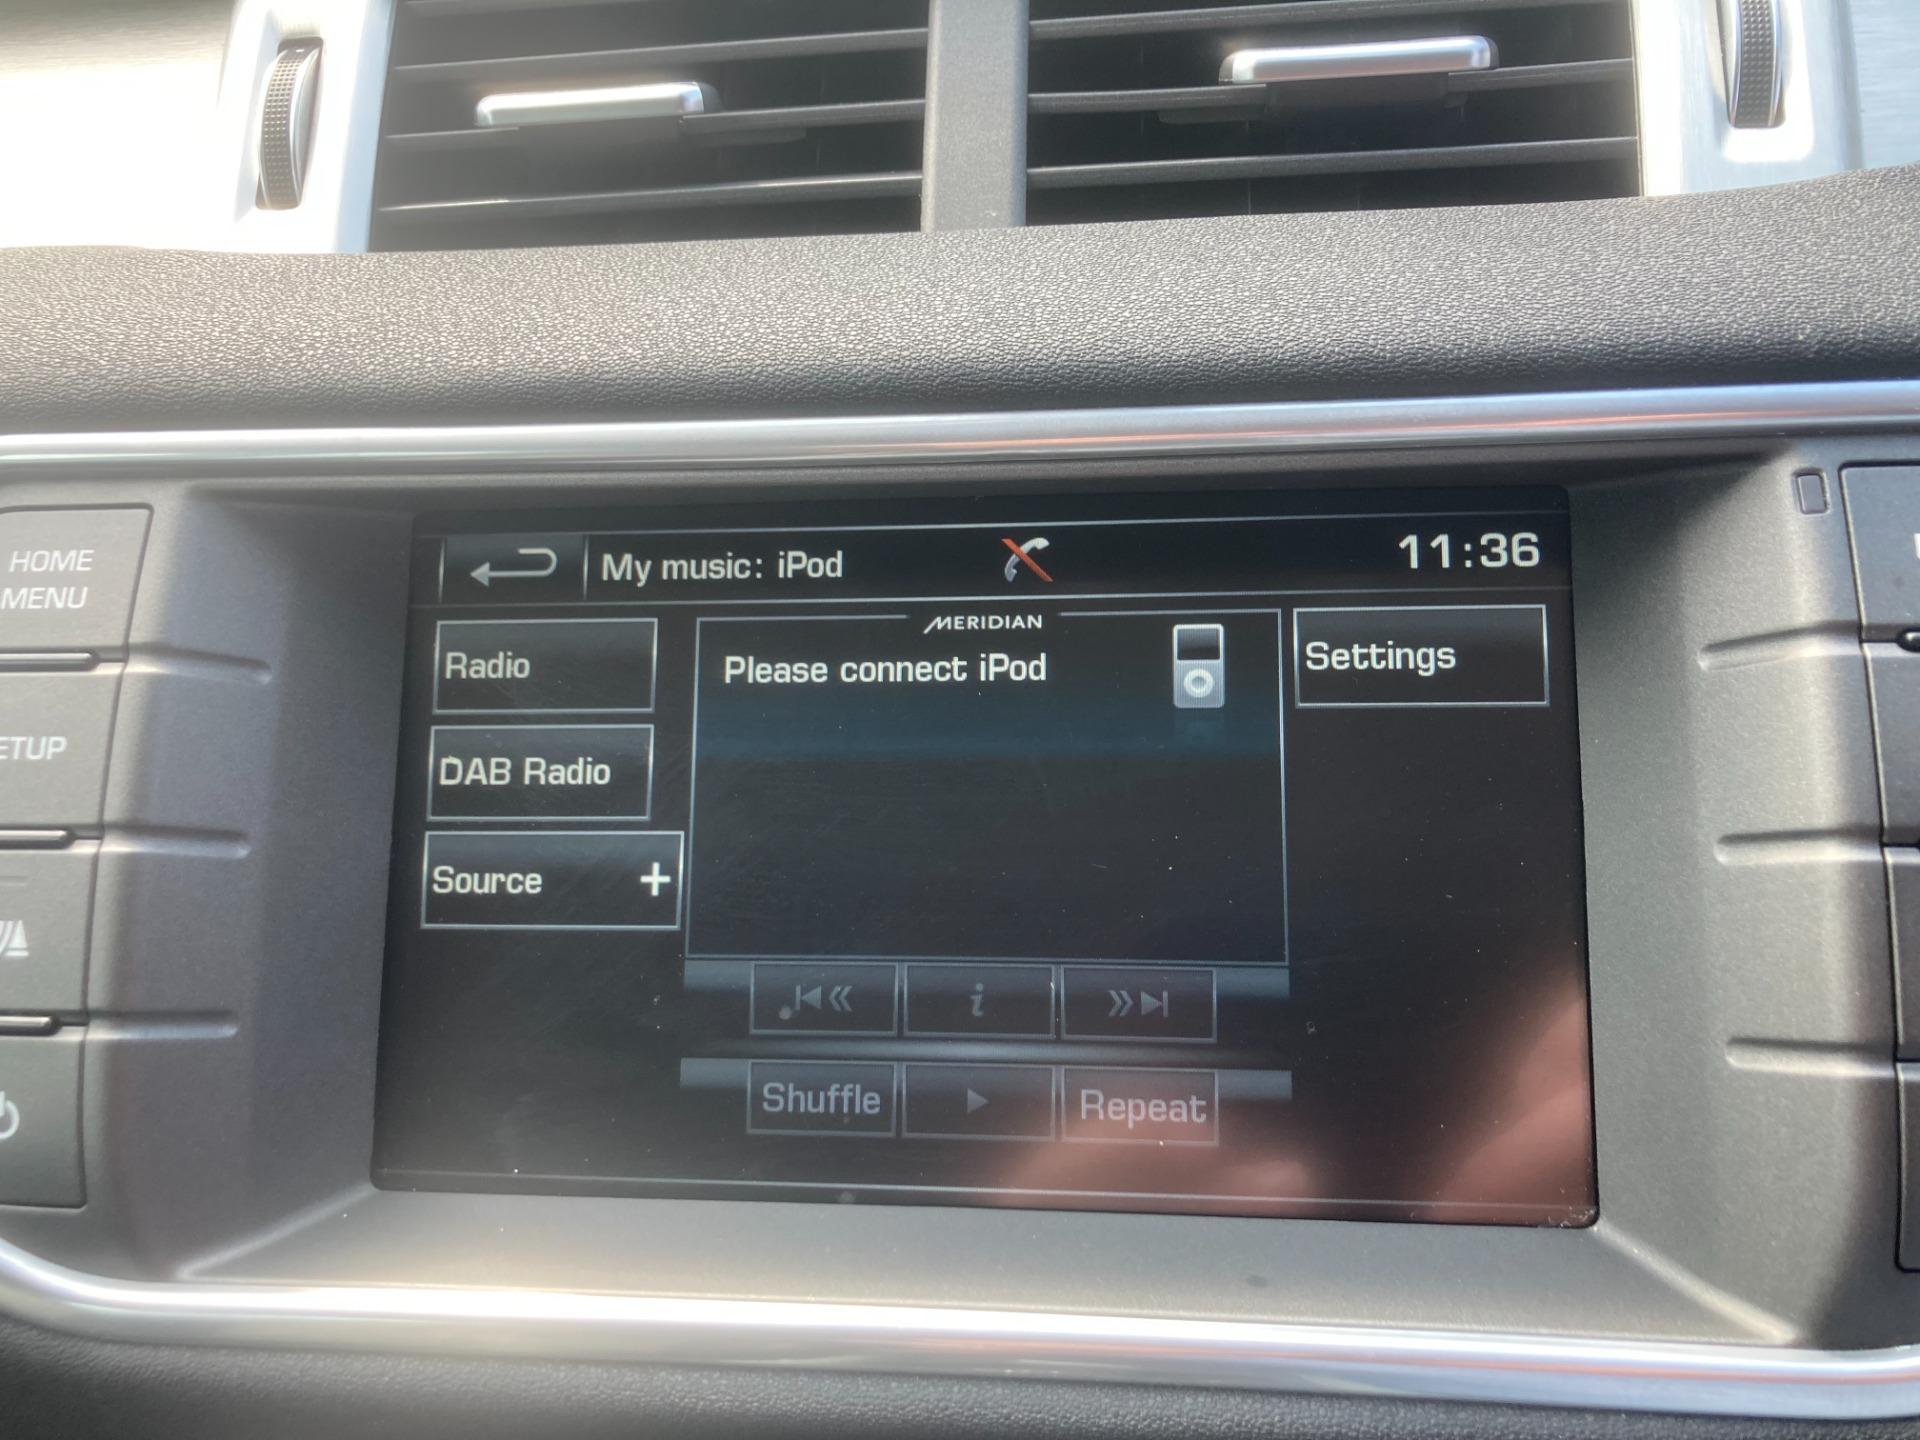 HOME
MENU
ETUP
My music: iPod
11:36
Radio
DAB Radio
Source +
MERIDIAN
Please connect iPod
Settings
i
Shuffle
Repeat